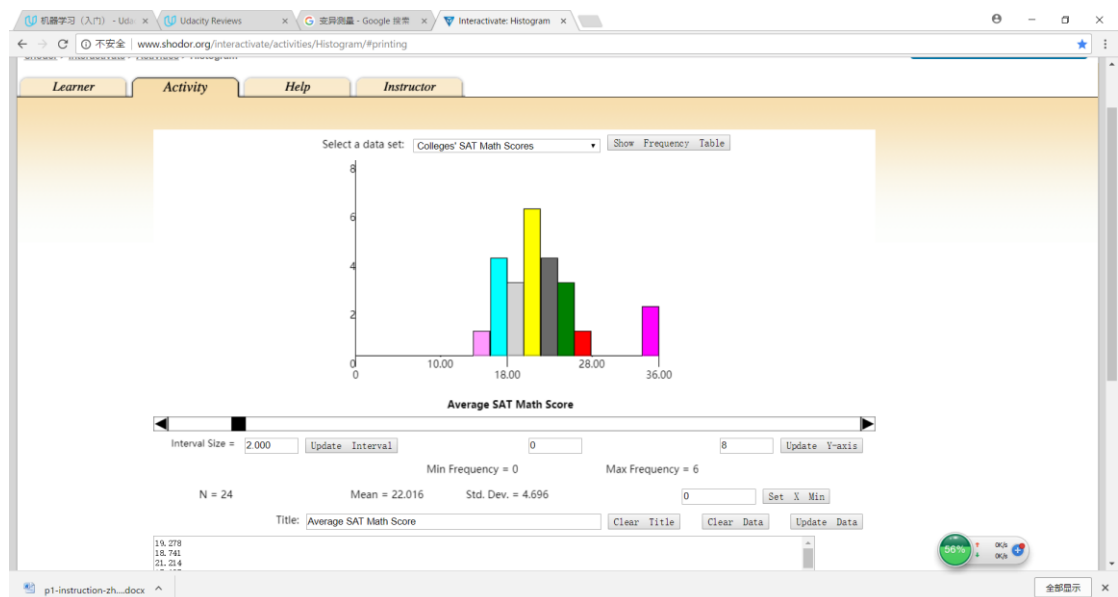 机器学习（入门） - Udac
Udacity Reviews
变异测量 - Google 搜索
Interactivate: Histogram
不安全 | www.shodor.org/interactivate/activities/Histogram/#printing
Learner
Activity
Help
Instructor
Select a data set: Colleges' SAT Math Scores Show Frequency Table
8
6
4
2
0
0 10.00 18.00 28.00 36.00
Average SAT Math Score
Interval Size = 2.000 Update Interval 0 8 Update Y-axis
Min Frequency = 0 Max Frequency = 6
N = 24 Mean = 22.016 Std. Dev. = 4.696 0 Set X Min
Title: Average SAT Math Score Clear Title Clear Data Update Data
19.278
18.741
21.214
56% 0K/s
0K/s
p1-instruction-zh....docx
全部显示